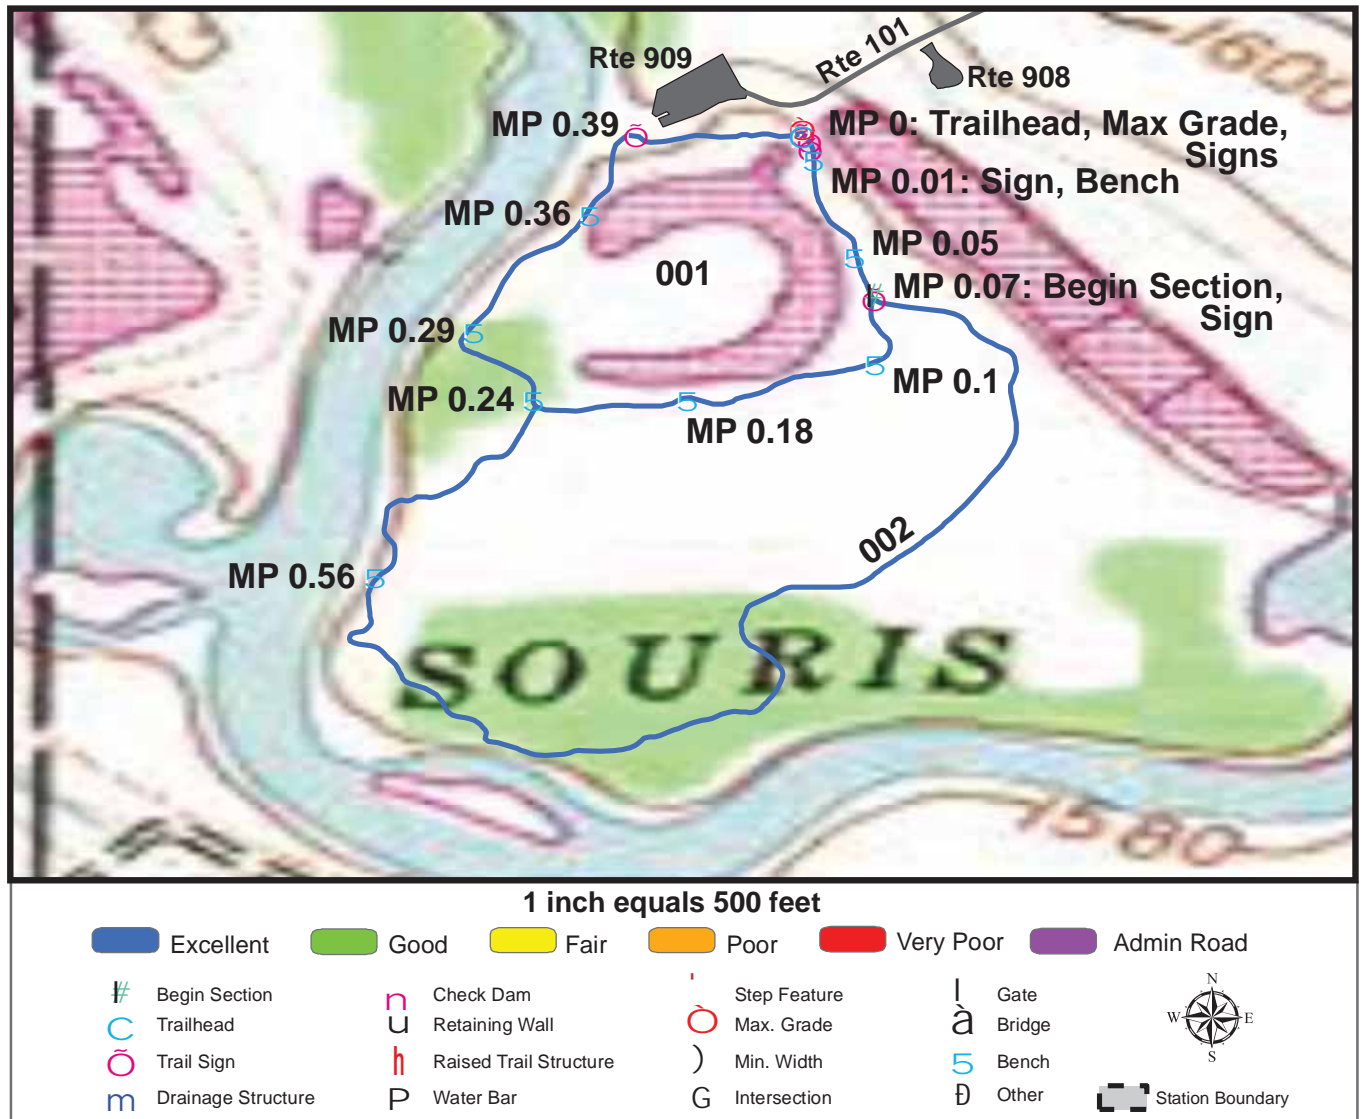 1600
Rte 101
Rte 909
Rte 908
MP 0.39
MP 0: Trailhead, Max Grade,
Signs
MP 0.01: Sign, Bench
MP 0.36
MP 0.05
001
MP 0.07: Begin Section,
Sign
MP 0.29
MP 0.1
MP 0.24
MP 0.18
002
MP 0.56
SOURIS
1580
1 inch equals 500 feet
Excellent
Good
Fair
Poor
Very Poor
Admin Road
Begin Section
Check Dam
Step Feature
Gate
Trailhead
Retaining Wall
Max. Grade
Bridge
Trail Sign
Raised Trail Structure
Min. Width
Bench
Drainage Structure
Water Bar
Intersection
Other
Station Boundary
N
W
E
S